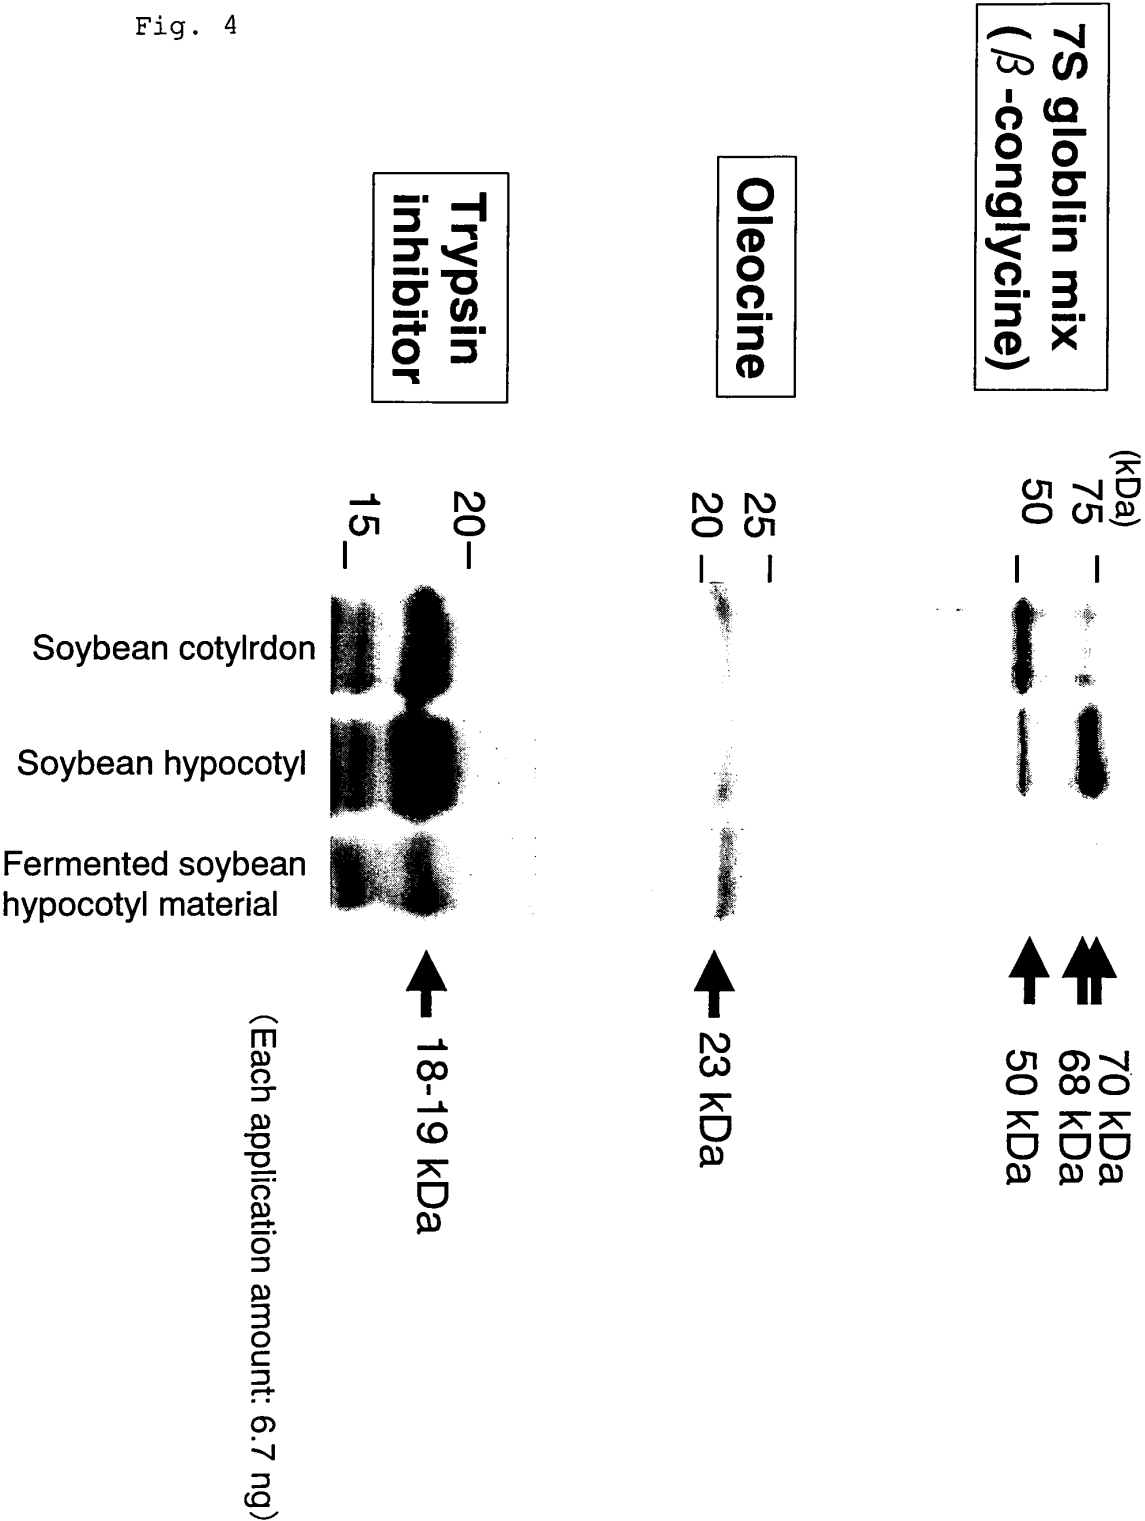 Fig. 4
7S globlin mix
(β-conglycine)
(kDa)
75
50
70 kDa
68 kDa
50 kDa
Oleocine
25
20
23 kDa
Trypsin
inhibitor
20
15
18-19 kDa
Soybean cotylrdon
Soybean hypocotyl
Fermented soybean
hypocotyl material
(Each application amount: 6.7 ng)